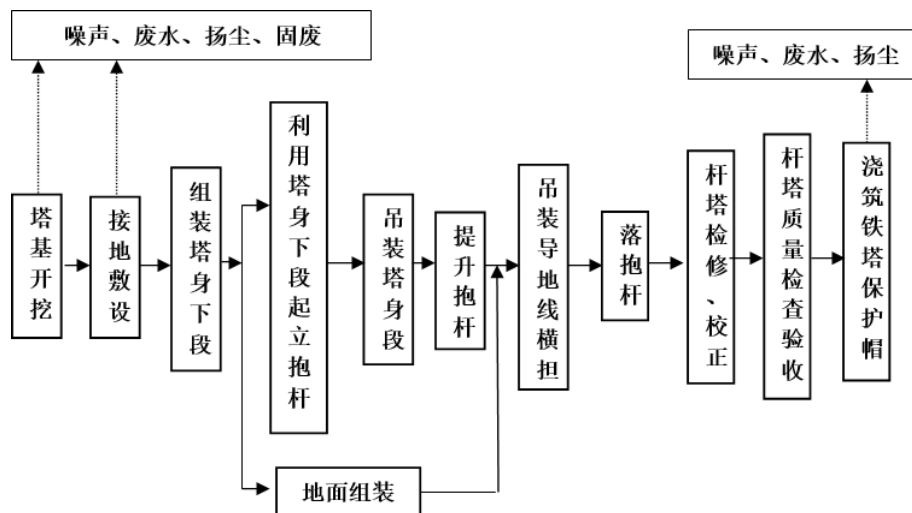 噪声、废水、扬尘、固废
噪声、废水、扬尘
塔基开挖
接地敷设
组装塔身下段
利用塔身下段起立抱杆
吊装塔身段
提升抱杆
吊装导地线横担
落抱杆
杆塔检修、校正
杆塔质量检查验收
浇筑铁塔保护帽
地面组装